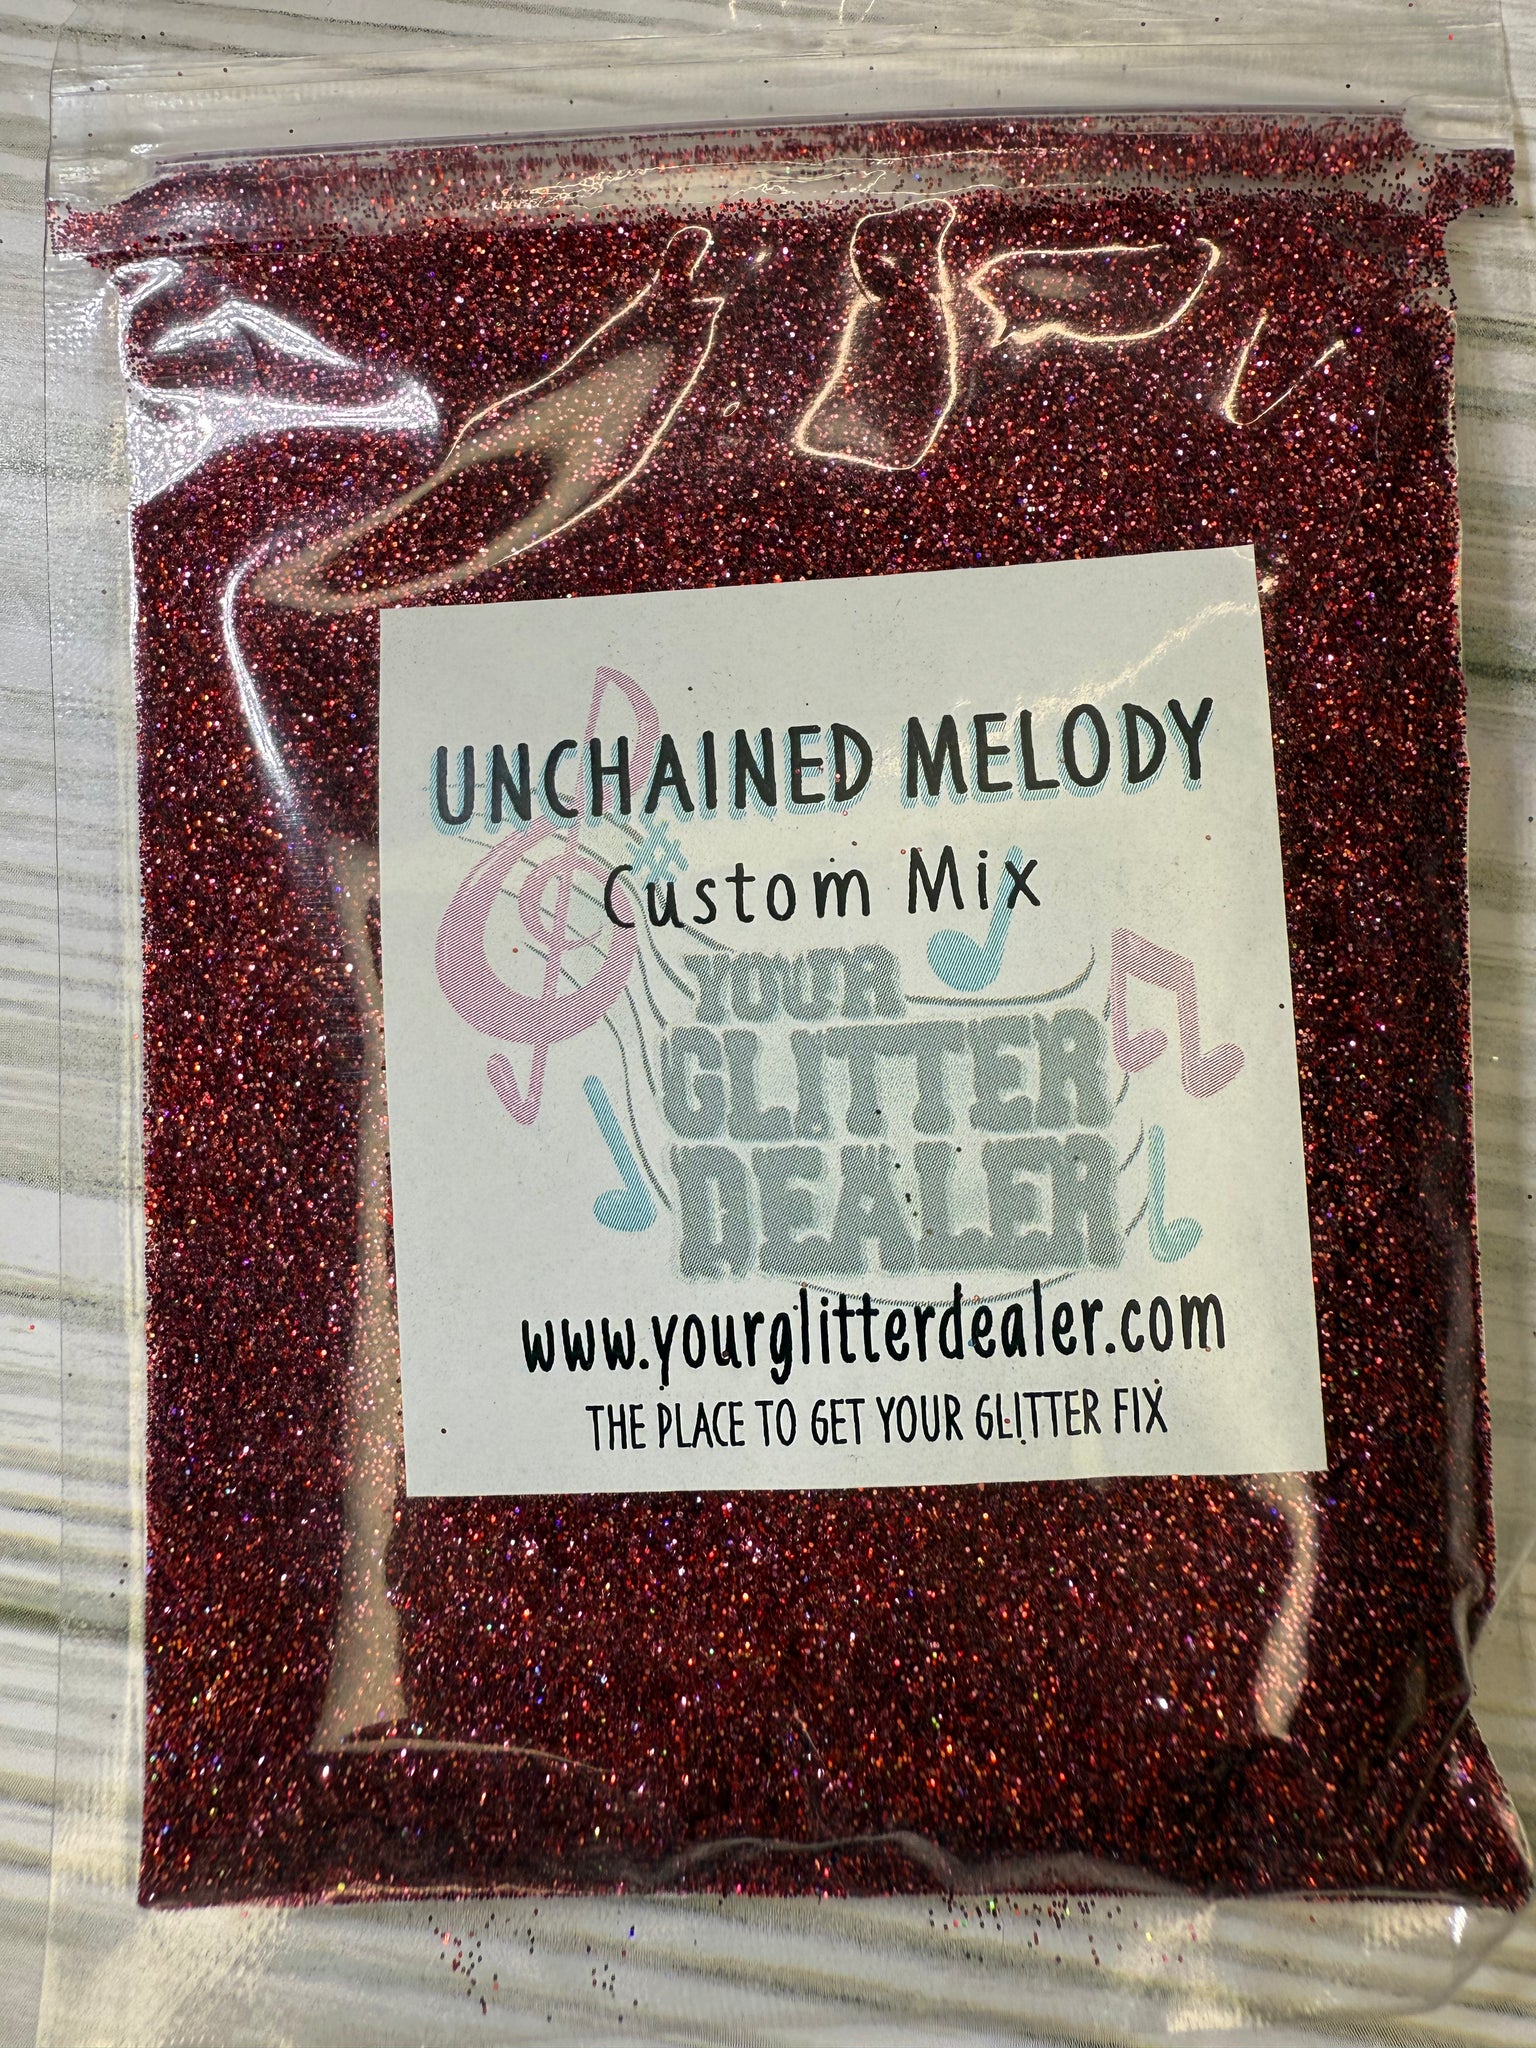 UNCHAINED MELODY
Custom Mix
YOUR
GLITTER
DEALER
www.yourglitterdealer.com
THE PLACE TO GET YOUR GLITTER FIX